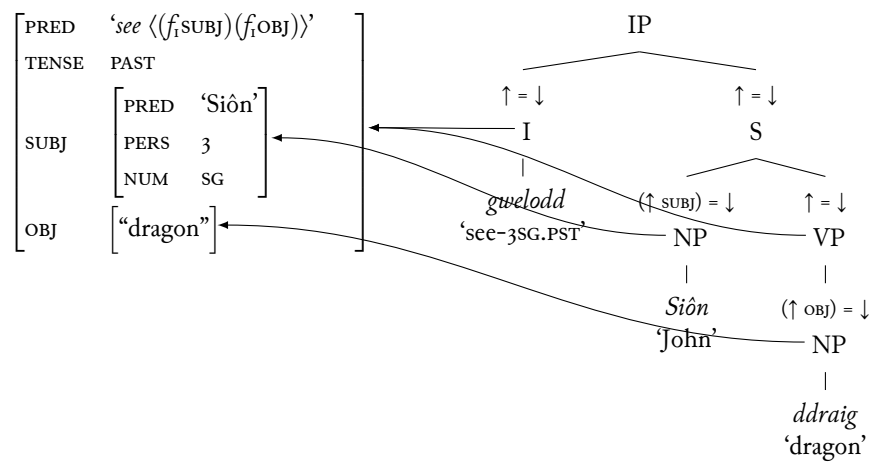 PRED ‘see ⟨(f₁SUBJ)(f₁OBJ)⟩’
TENSE PAST
SUBJ
PRED ‘Siôn’
PERS 3
NUM SG
OBJ “dragon”
IP
↑ = ↓ ↑ = ↓
I S
gwelodd (↑ SUBJ) = ↓ ↑ = ↓
‘see-3SG.PST’ NP VP
Siôn (↑ OBJ) = ↓
‘John’ NP
ddraig
‘dragon’